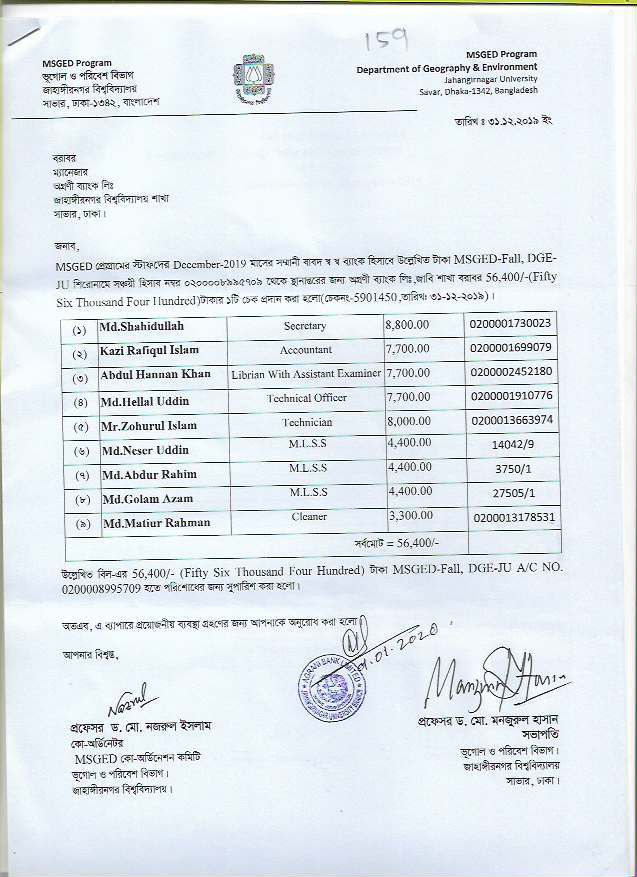 159
MSGED Program
ভূগোল ও পরিবেশ বিভাগ
জাহাঙ্গীরনগর বিশ্ববিদ্যালয়
সাভার, ঢাকা-১৩৪২, বাংলাদেশ
MSGED Program
Department of Geography & Environment
Jahangirnagar University
Savar, Dhaka-1342, Bangladesh
তারিখ ঃ ৩১.১২.২০১৯ ইং
বরাবর
ম্যানেজার
অগ্রণী ব্যাংক লিঃ
জাহাঙ্গীরনগর বিশ্ববিদ্যালয় শাখা
সাভার, ঢাকা।
জনাব,
MSGED প্রোগ্রামের স্টাফদের December-2019 মাসের সম্মানী বাবদ স্ব স্ব ব্যাংক হিসাবে উল্লেখিত টাকা MSGED-Fall, DGE-
JU শিরোনামে সঞ্চয়ী হিসাব নম্বর ০২০০০০৮৯৯৫৭০৯ থেকে স্থানান্তরের জন্য অগ্রণী ব্যাংক লিঃ,জাবি শাখা বরাবর 56,400/-(Fifty
Six Thousand Four Hundred)টাকার ১টি চেক প্রদান করা হলো(চেকনং-5901450,তারিখঃ ৩১-১২-২০১৯)।
(১) Md.Shahidullah Secretary 8,800.00 0200001730023
(২) Kazi Rafiqul Islam Accountant 7,700.00 0200001699079
(৩) Abdul Hannan Khan Librian With Assistant Examiner 7,700.00 0200002452180
(৪) Md.Hellal Uddin Technical Officer 7,700.00 0200001910776
(৫) Mr.Zohurul Islam Technician 8,000.00 0200013663974
(৬) Md.Neser Uddin M.L.S.S 4,400.00 14042/9
(৭) Md.Abdur Rahim M.L.S.S 4,400.00 3750/1
(৮) Md.Golam Azam M.L.S.S 4,400.00 27505/1
(৯) Md.Matiur Rahman Cleaner 3,300.00 0200013178531
সর্বমোট = 56,400/-
উল্লেখিত বিল-এর 56,400/- (Fifty Six Thousand Four Hundred) টাকা MSGED-Fall, DGE-JU A/C NO.
0200008995709 হতে পরিশোধের জন্য সুপারিশ করা হলো।
অতএব, এ ব্যাপারে প্রয়োজনীয় ব্যবস্থা গ্রহণের জন্য আপনাকে অনুরোধ করা হলো
আপনার বিশ্বস্ত,
01.01.2020
AGRANI BANK LIMITED
Nazrul
প্রফেসর ড. মো. নজরুল ইসলাম
কো-অর্ডিনেটর
MSGED কো-অর্ডিনেশন কমিটি
ভূগোল ও পরিবেশ বিভাগ।
জাহাঙ্গীরনগর বিশ্ববিদ্যালয়।
প্রফেসর ড. মো. মনজুরুল হাসান
সভাপতি
ভূগোল ও পরিবেশ বিভাগ।
জাহাঙ্গীরনগর বিশ্ববিদ্যালয়
সাভার, ঢাকা।